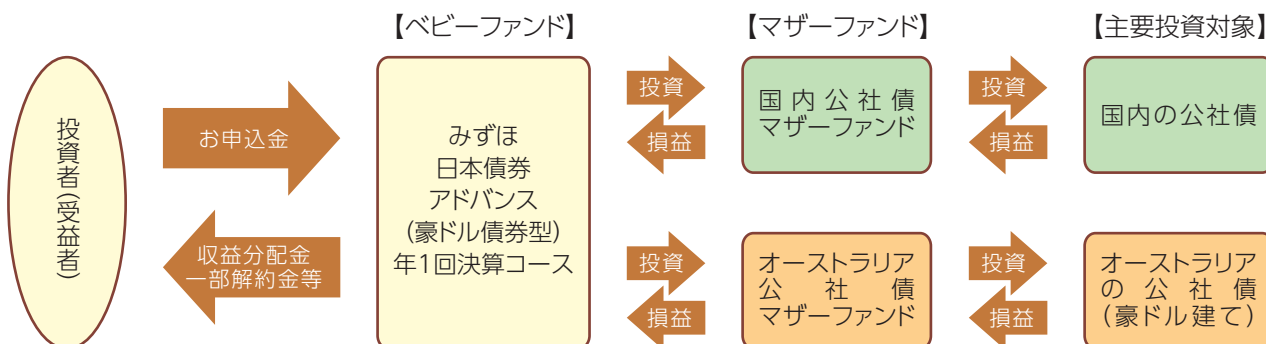 【ベビーファンド】
【マザーファンド】
【主要投資対象】
投資者(受益者)
お申込金
収益分配金
一部解約金等
みずほ
日本債券
アドバンス
(豪ドル債券型)
年1回決算コース
投資
損益
国内公社債
マザーファンド
投資
損益
国内の公社債
投資
損益
オーストラリア
公社債
マザーファンド
投資
損益
オーストラリア
の公社債
(豪ドル建て)